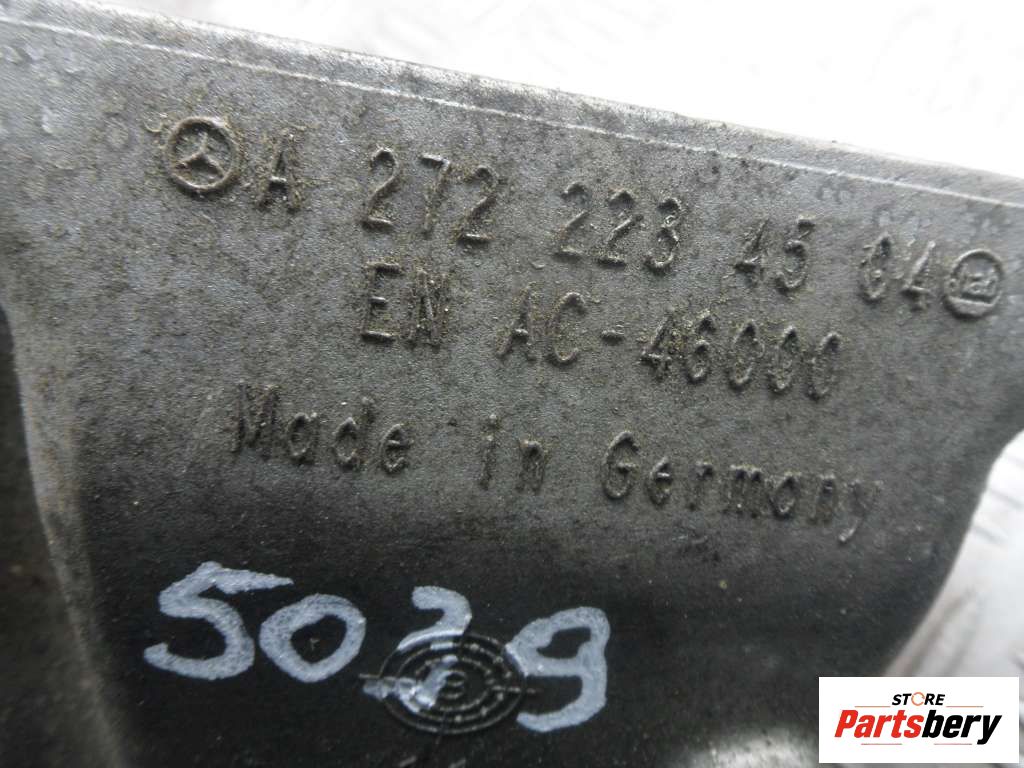 A 272 223 45 04
EN AC-46000
Made in Germany
5029
STORE
Partsbery